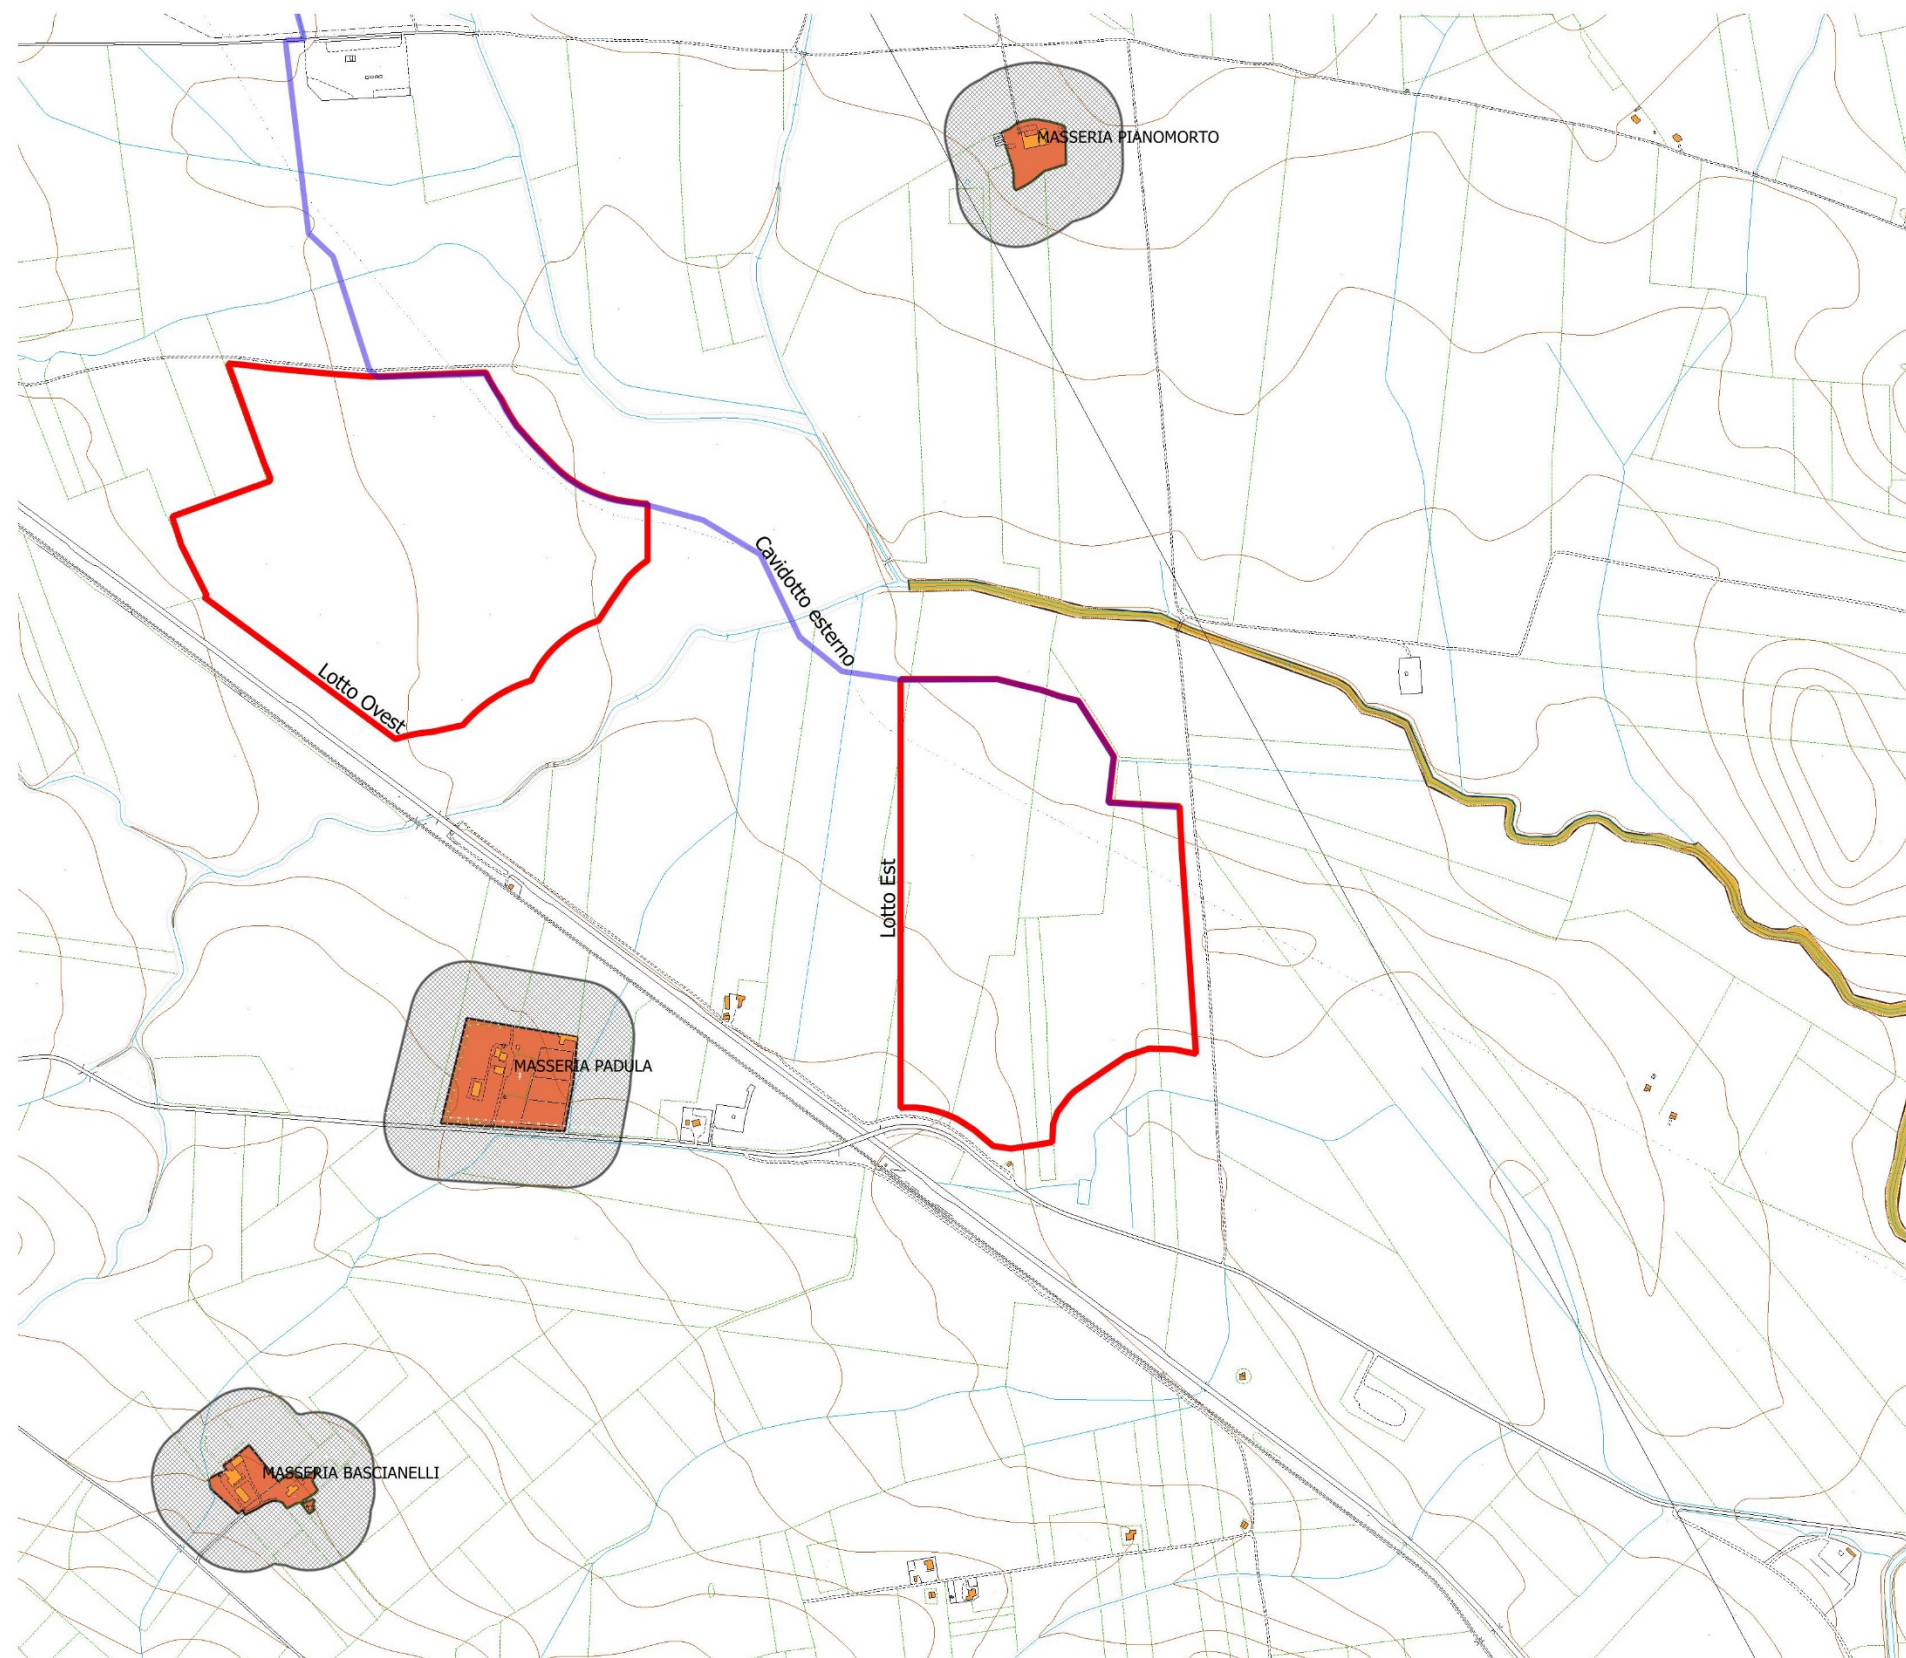 MASSERIA PIANOMORTO
Cavidotto esterno
Lotto Ovest
Lotto Est
MASSERIA PADULA
MASSERIA BASCIANELLI